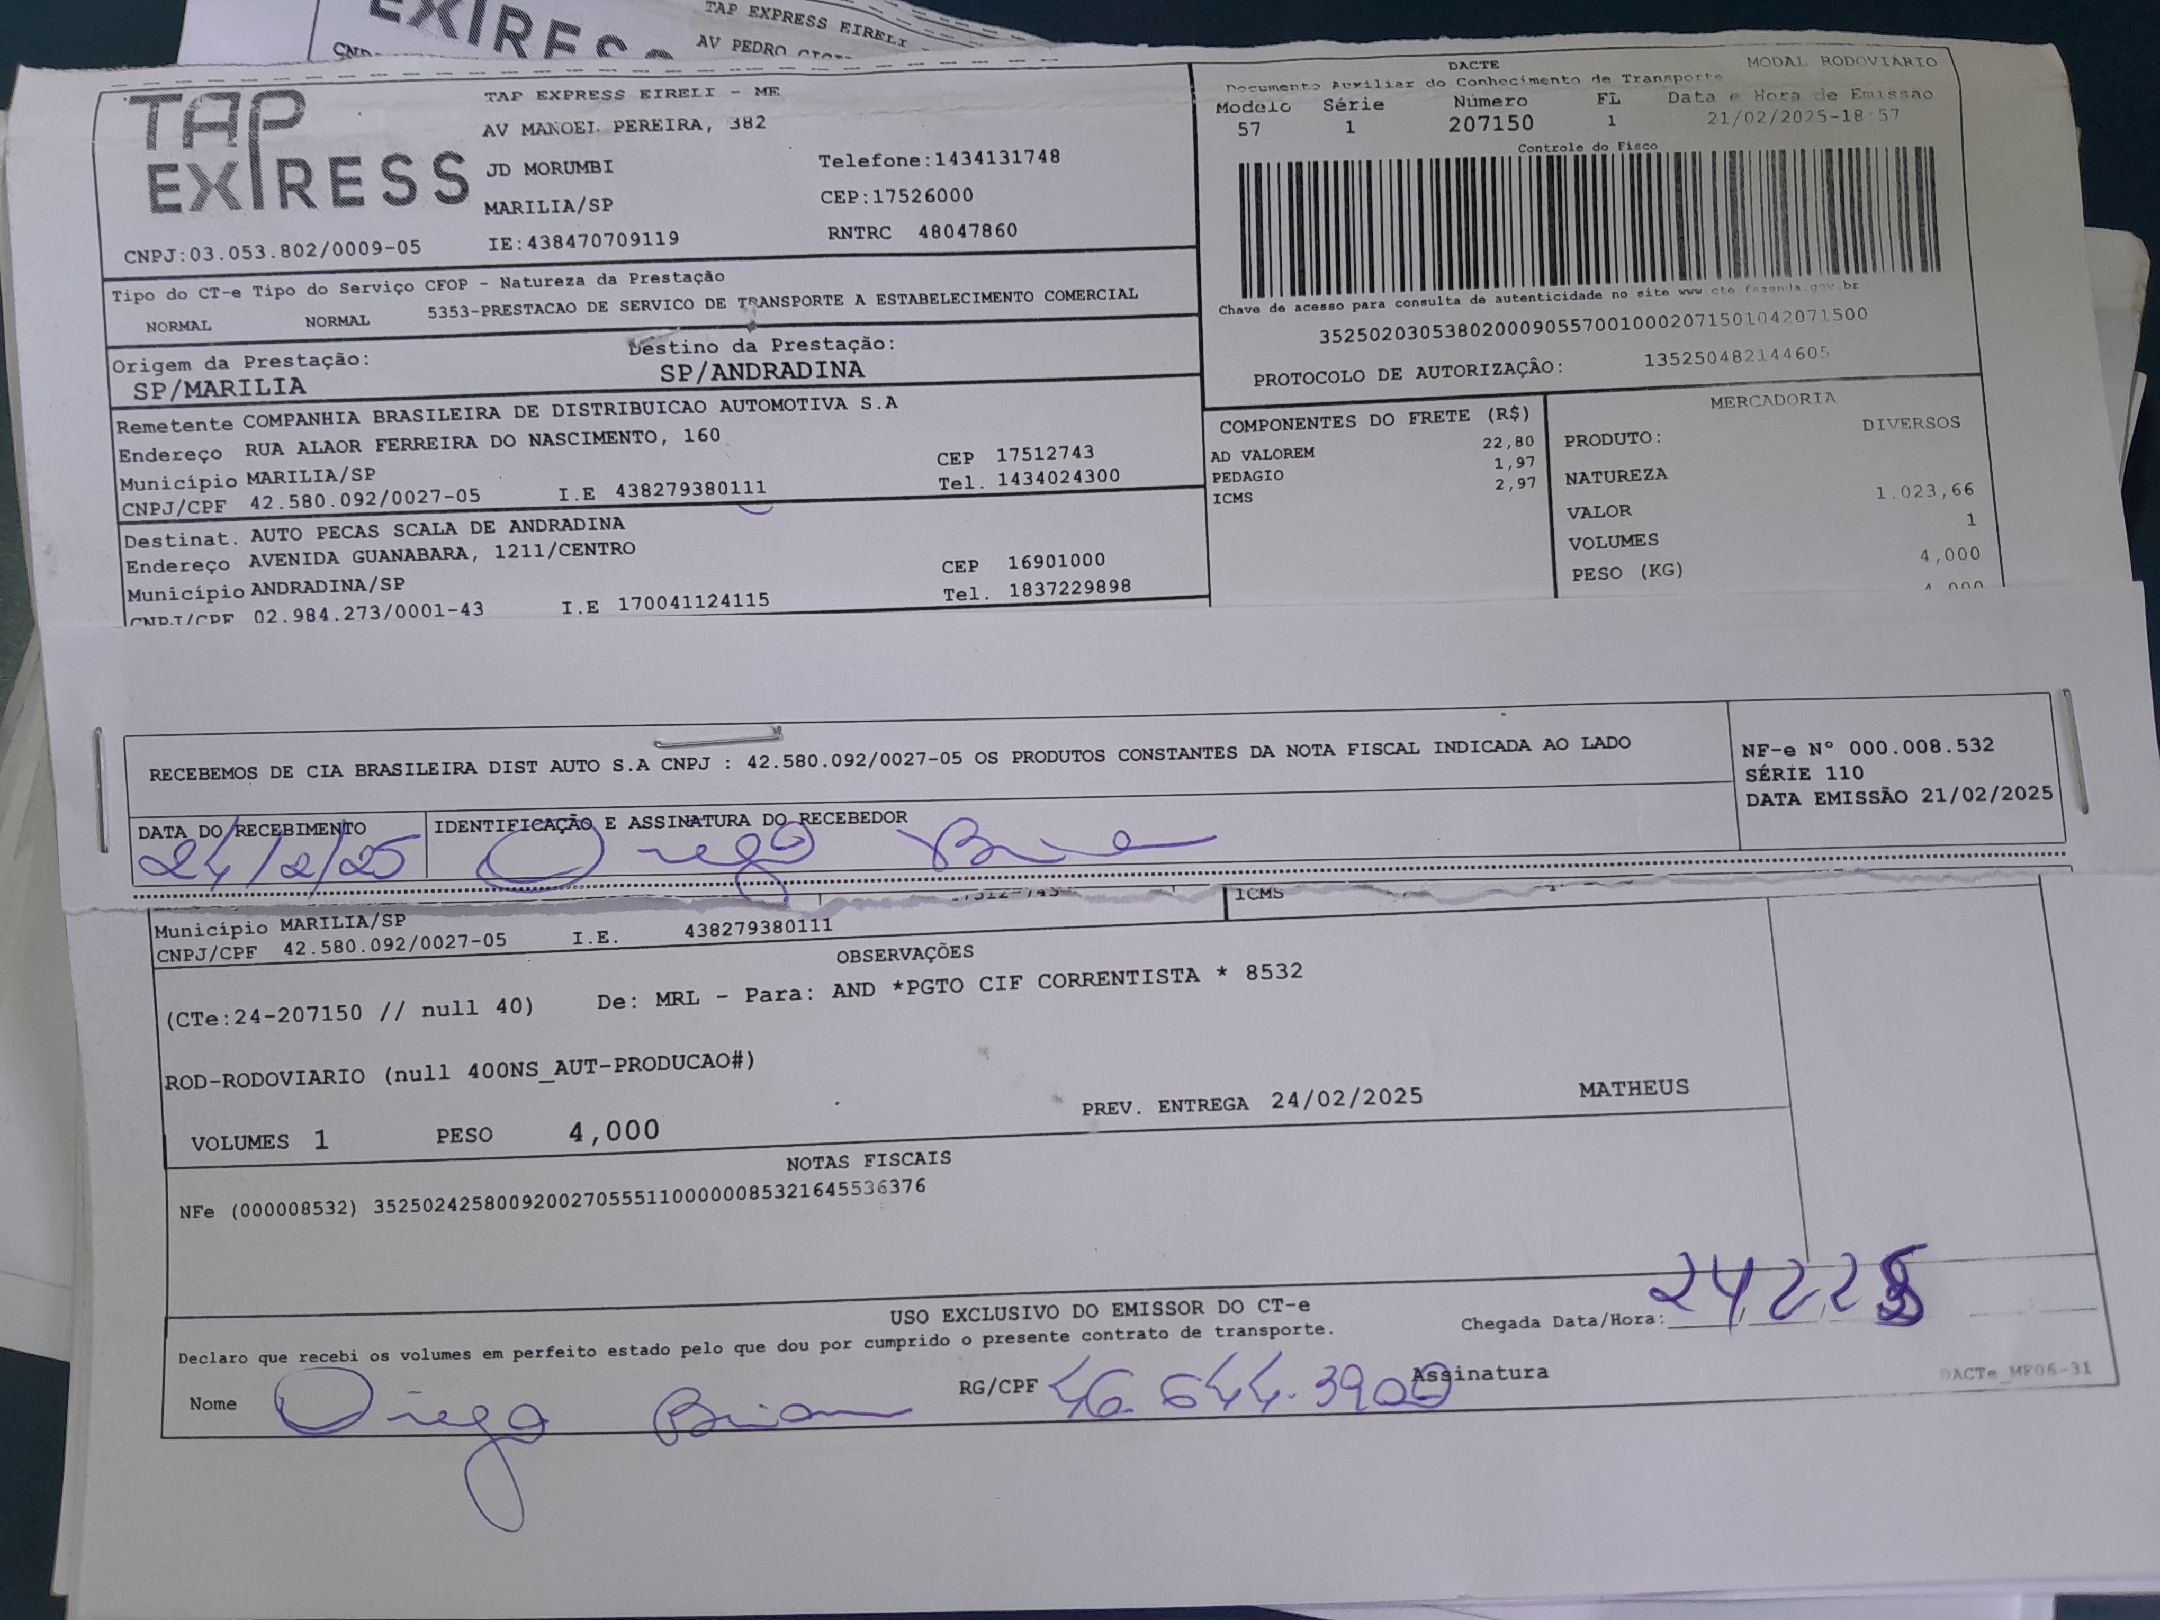 TAP EXPRESS EIRELI
AV PEDRO
TAP EXPRESS
TAP EXPRESS EIRELI - ME
AV MANOEL PEREIRA, 382
JD MORUMBI Telefone:1434131748
MARILIA/SP CEP:17526000
CNPJ:03.053.802/0009-05 IE:438470709119 RNTRC 48047860
DACTE MODAL RODOVIÁRIO
Documento Auxiliar do Conhecimento de Transporte
Modelo Série Número FL Data e Hora de Emissão
57 1 207150 1 21/02/2025-18:57
Controle do Fisco
Chave de acesso para consulta de autenticidade no site www.cte.fazenda.gov.br
35250203053802000905570010002071501042071500
PROTOCOLO DE AUTORIZAÇÂO: 135250482144605
Tipo do CT-e Tipo do Serviço CFOP - Natureza da Prestação
NORMAL NORMAL 5353-PRESTACAO DE SERVICO DE TRANSPORTE A ESTABELECIMENTO COMERCIAL
Origem da Prestação: Destino da Prestação:
SP/MARILIA SP/ANDRADINA
Remetente COMPANHIA BRASILEIRA DE DISTRIBUICAO AUTOMOTIVA S.A
Endereço RUA ALAOR FERREIRA DO NASCIMENTO, 160
Município MARILIA/SP CEP 17512743
CNPJ/CPF 42.580.092/0027-05 I.E 438279380111 Tel. 1434024300
Destinat. AUTO PECAS SCALA DE ANDRADINA
Endereço AVENIDA GUANABARA, 1211/CENTRO
Município ANDRADINA/SP CEP 16901000
CNPJ/CPF 02.984.273/0001-43 I.E 170041124115 Tel. 1837229898
COMPONENTES DO FRETE (R$)
AD VALOREM 22,80
PEDAGIO 1,97
ICMS 2,97
MERCADORIA
PRODUTO: DIVERSOS
NATUREZA
VALOR 1.023,66
VOLUMES 1
PESO (KG) 4,000
4,000
RECEBEMOS DE CIA BRASILEIRA DIST AUTO S.A CNPJ : 42.580.092/0027-05 OS PRODUTOS CONSTANTES DA NOTA FISCAL INDICADA AO LADO
NF-e Nº 000.008.532
SÉRIE 110
DATA EMISSÃO 21/02/2025
DATA DO RECEBIMENTO IDENTIFICAÇÃO E ASSINATURA DO RECEBEDOR
24/2/25 Diego
ICMS
Município MARILIA/SP
CNPJ/CPF 42.580.092/0027-05 I.E. 438279380111
OBSERVAÇÕES
(CTe:24-207150 // null 40) De: MRL - Para: AND *PGTO CIF CORRENTISTA * 8532
ROD-RODOVIARIO (null 400NS_AUT-PRODUCAO#)
VOLUMES 1 PESO 4,000 PREV. ENTREGA 24/02/2025 MATHEUS
NOTAS FISCAIS
NFe (000008532) 35250242580092002705551100000085321645536376
USO EXCLUSIVO DO EMISSOR DO CT-e
Declaro que recebi os volumes em perfeito estado pelo que dou por cumprido o presente contrato de transporte.
Chegada Data/Hora:
Nome Diego RG/CPF Assinatura
DACTe_MF06-31